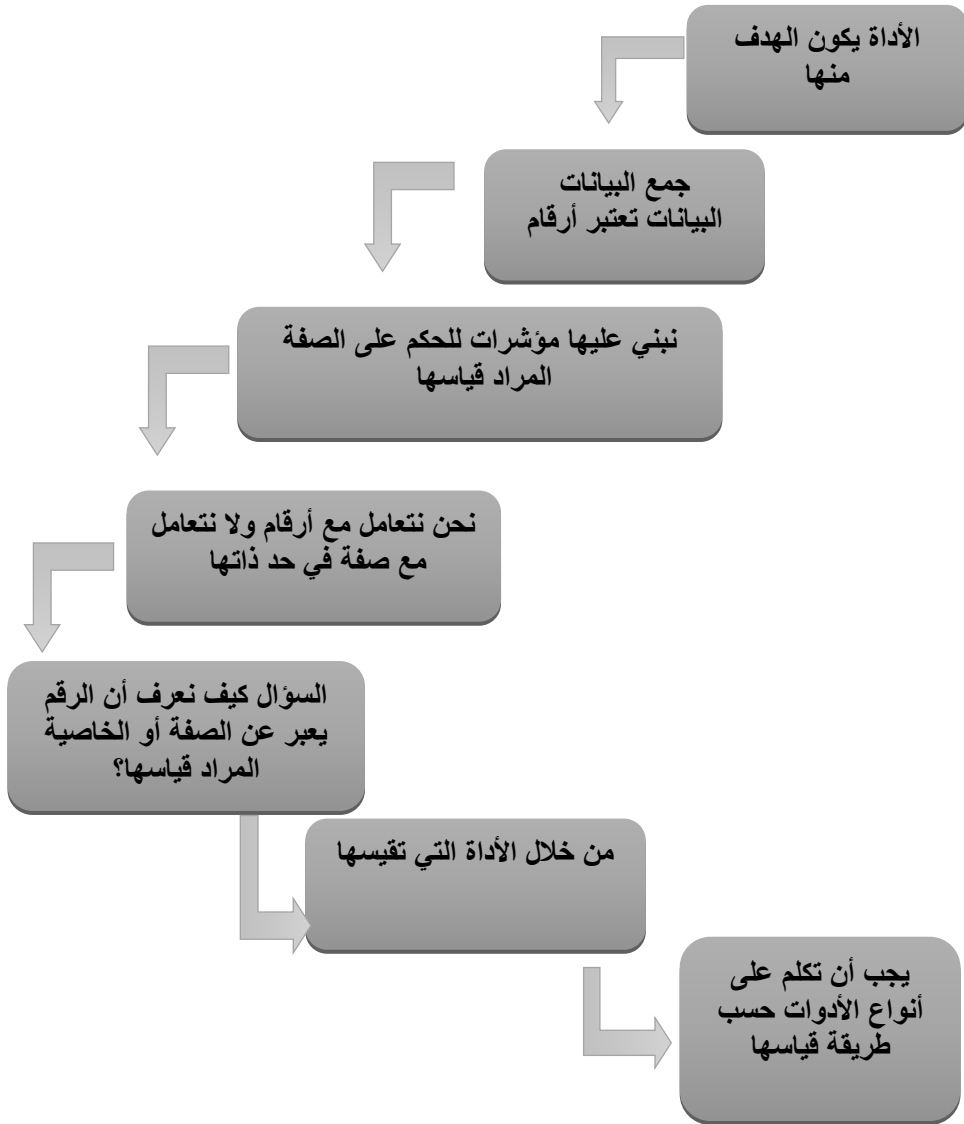 الأداة يكون الهدف
منها
جمع البيانات
البيانات تعتبر أرقام
نبني عليها مؤشرات للحكم على الصفة
المراد قياسها
نحن نتعامل مع أرقام ولا نتعامل
مع صفة في حد ذاتها
السؤال كيف نعرف أن الرقم
يعبر عن الصفة أو الخاصية
المراد قياسها؟
من خلال الأداة التي تقيسها
يجب أن تكلم على
أنواع الأدوات حسب
طريقة قياسها